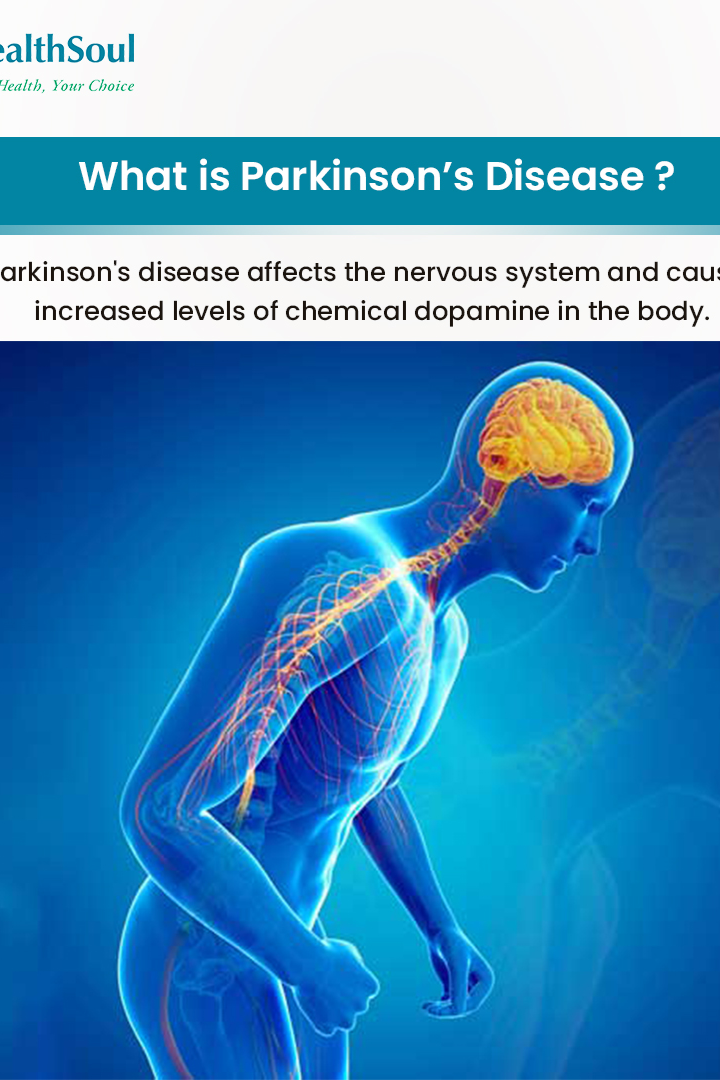 ealthSoul
Health, Your Choice
What is Parkinson’s Disease ?
arkinson's disease affects the nervous system and caus
increased levels of chemical dopamine in the body.